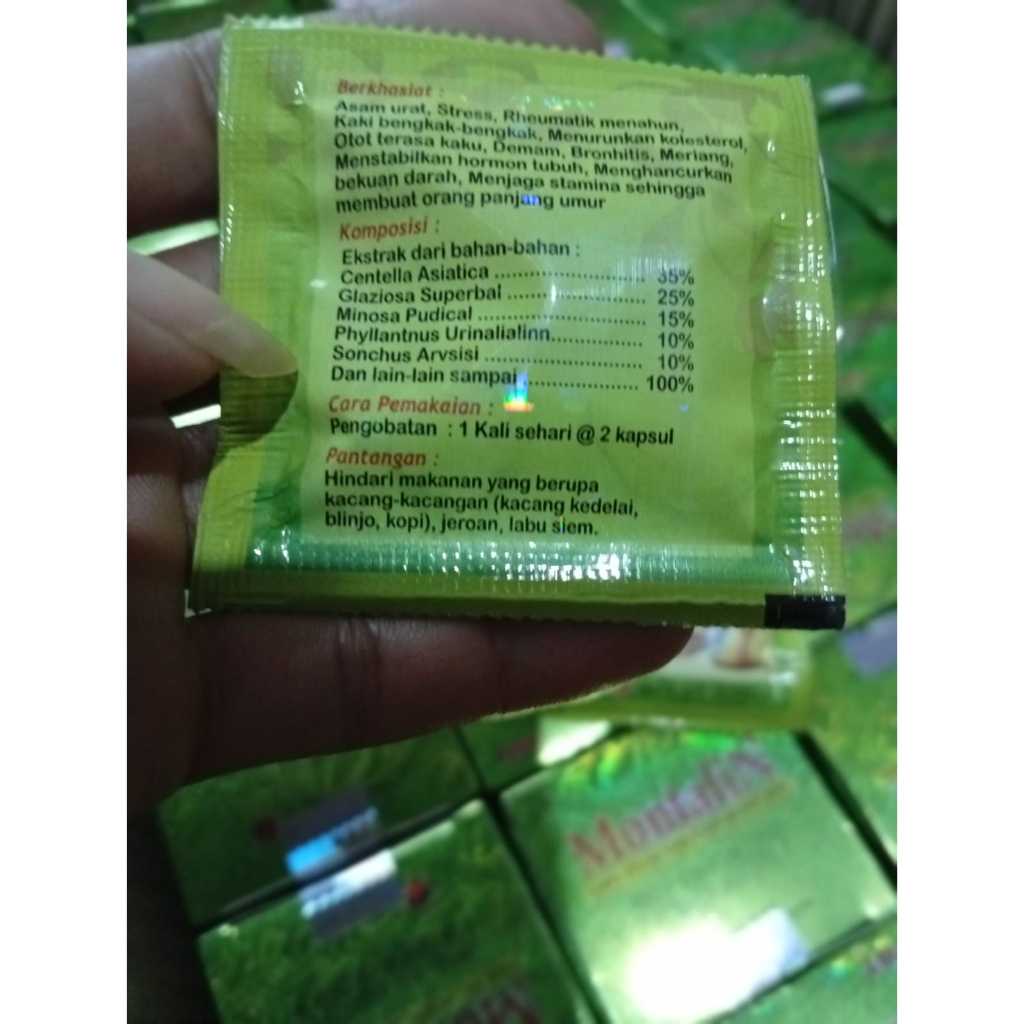 Berkhasiat :
Asam urat, Stress, Rheumatik menahun,
Kaki bengkak-bengkak, Menurunkan kolesterol,
Otot terasa kaku, Demam, Bronhitis, Meriang,
Menstabilkan hormon tubuh, Menghancurkan
bekuan darah, Menjaga stamina sehingga
membuat orang panjang umur
Komposisi :
Ekstrak dari bahan-bahan :
Centella Asiatica ........................... 35%
Glaziosa Superbal ......................... 25%
Minosa Pudical .............................. 15%
Phyllantnus Urinalialinn................ 10%
Sonchus Arvsisi ............................ 10%
Dan lain-lain sampai .................... 100%
Cara Pemakaian :
Pengobatan : 1 Kali sehari @ 2 kapsul
Pantangan :
Hindari makanan yang berupa
kacang-kacangan (kacang kedelai,
blinjo, kopi), jeroan, labu siem.
Montalex